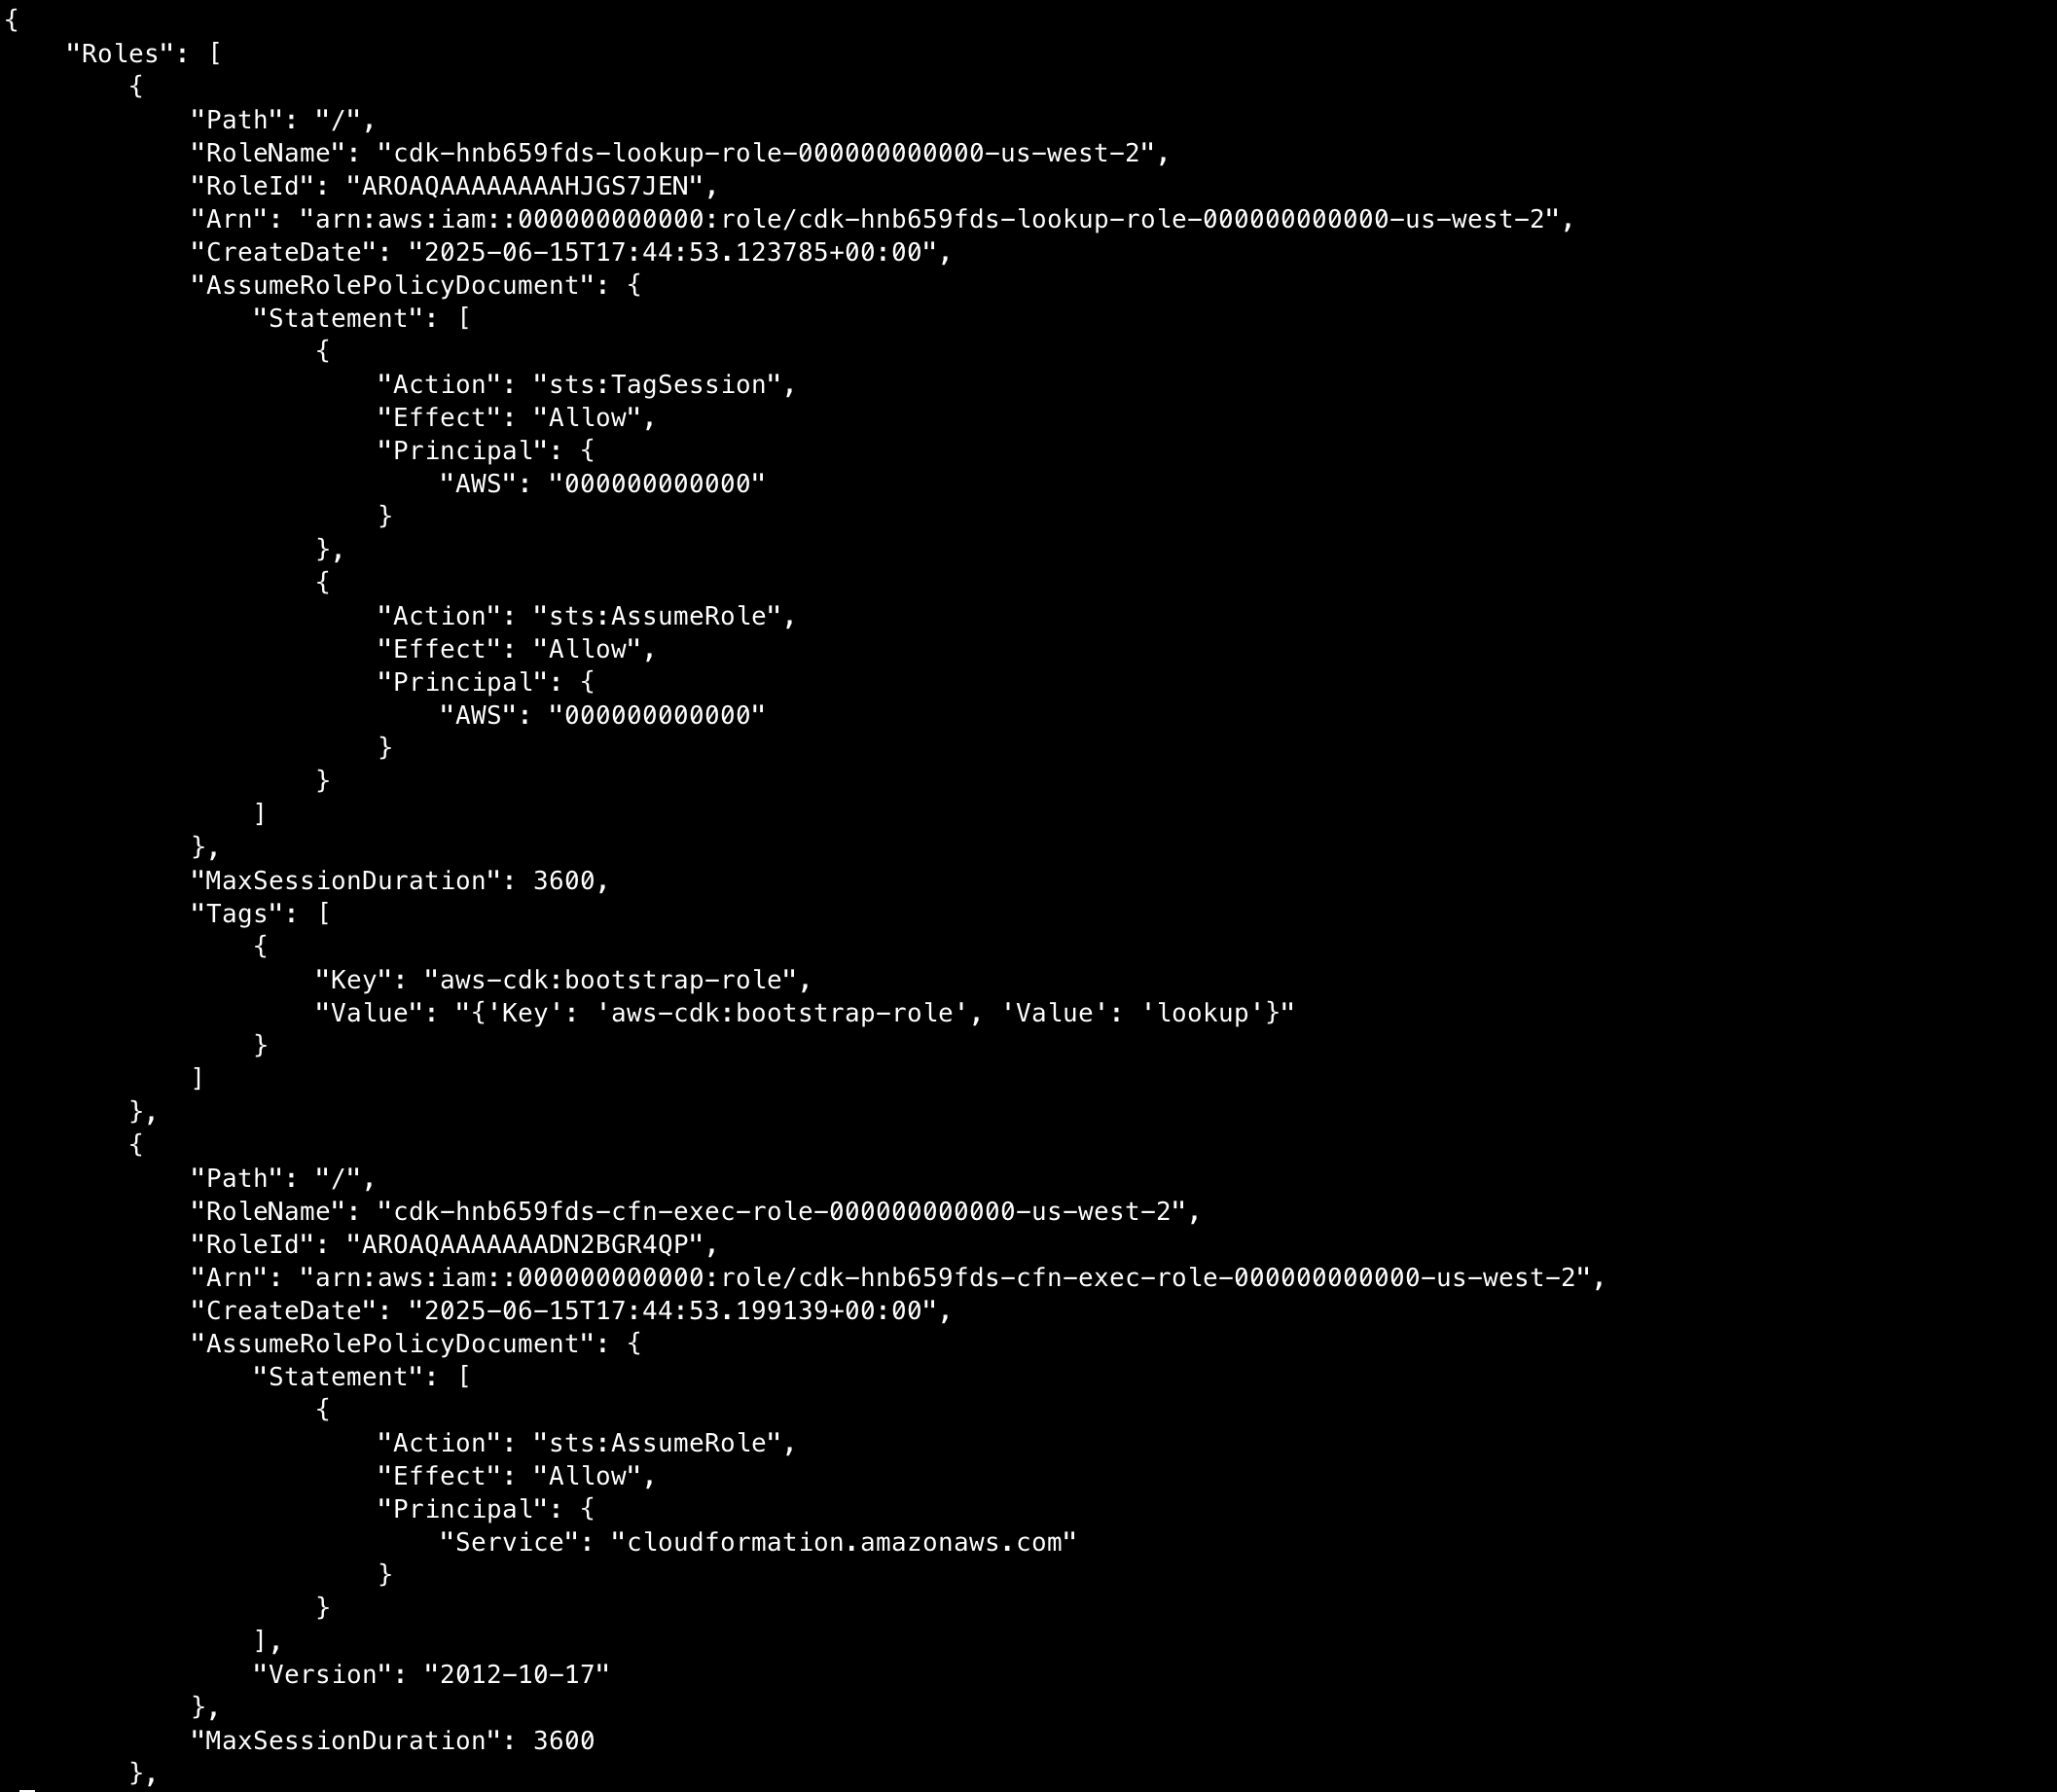 {
    "Roles": [
        {
            "Path": "/",
            "RoleName": "cdk-hnb659fds-lookup-role-000000000000-us-west-2",
            "RoleId": "AROAQAAAAAAAAHJGS7JEN",
            "Arn": "arn:aws:iam::000000000000:role/cdk-hnb659fds-lookup-role-000000000000-us-west-2",
            "CreateDate": "2025-06-15T17:44:53.123785+00:00",
            "AssumeRolePolicyDocument": {
                "Statement": [
                    {
                        "Action": "sts:TagSession",
                        "Effect": "Allow",
                        "Principal": {
                            "AWS": "000000000000"
                        }
                    },
                    {
                        "Action": "sts:AssumeRole",
                        "Effect": "Allow",
                        "Principal": {
                            "AWS": "000000000000"
                        }
                    }
                ]
            },
            "MaxSessionDuration": 3600,
            "Tags": [
                {
                    "Key": "aws-cdk:bootstrap-role",
                    "Value": "{'Key': 'aws-cdk:bootstrap-role', 'Value': 'lookup'}"
                }
            ]
        },
        {
            "Path": "/",
            "RoleName": "cdk-hnb659fds-cfn-exec-role-000000000000-us-west-2",
            "RoleId": "AROAQAAAAAAADN2BGR4QP",
            "Arn": "arn:aws:iam::000000000000:role/cdk-hnb659fds-cfn-exec-role-000000000000-us-west-2",
            "CreateDate": "2025-06-15T17:44:53.199139+00:00",
            "AssumeRolePolicyDocument": {
                "Statement": [
                    {
                        "Action": "sts:AssumeRole",
                        "Effect": "Allow",
                        "Principal": {
                            "Service": "cloudformation.amazonaws.com"
                        }
                    }
                ],
                "Version": "2012-10-17"
            },
            "MaxSessionDuration": 3600
        },